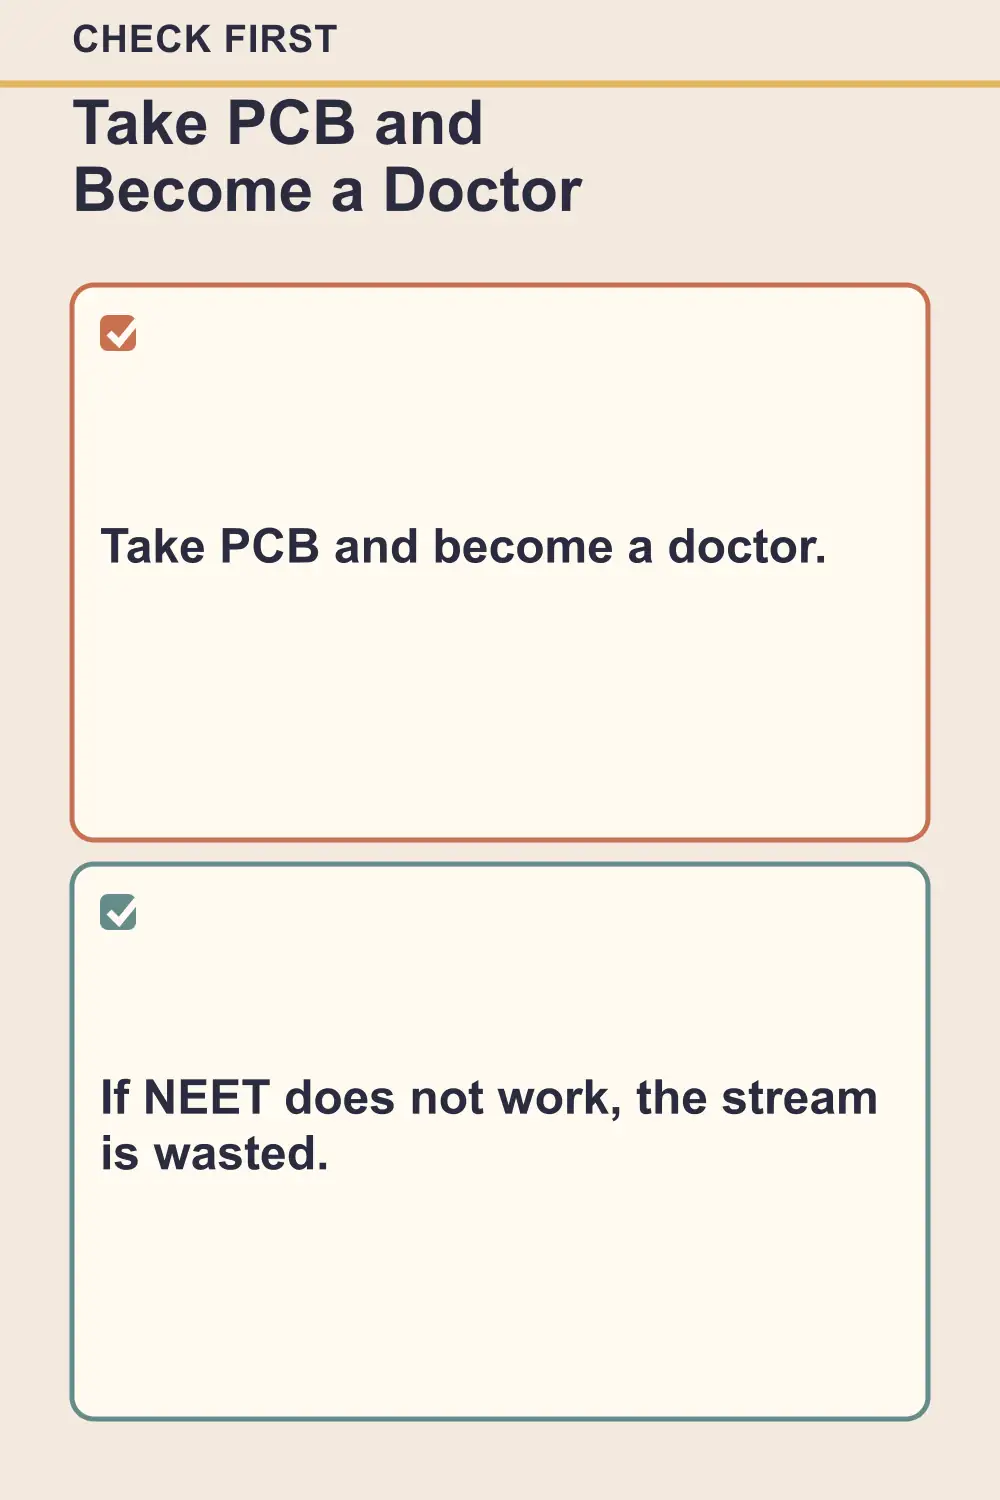 CHECK FIRST
Take PCB and
Become a Doctor
Take PCB and become a doctor.
If NEET does not work, the stream
is wasted.